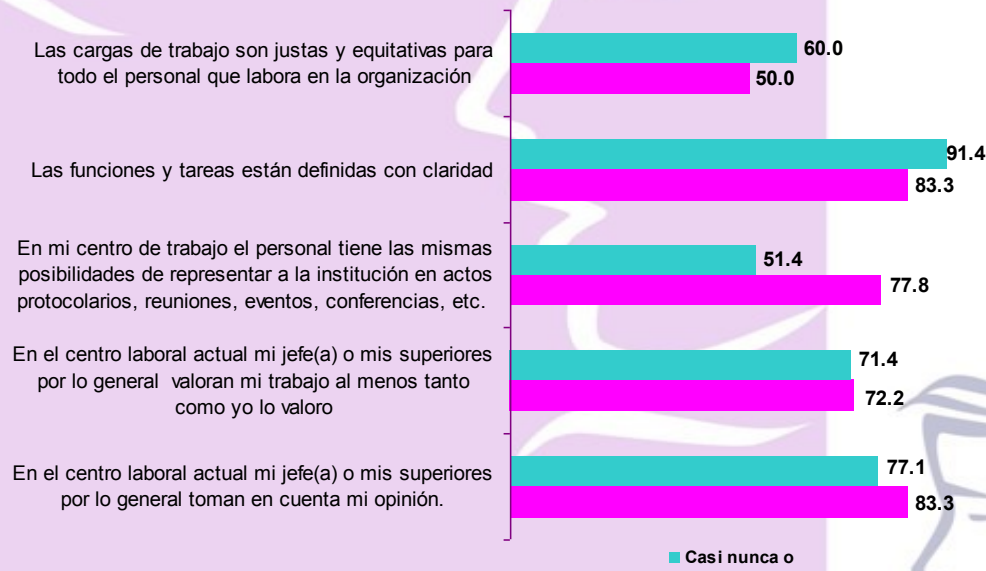 Las cargas de trabajo son justas y equitativas para
todo el personal que labora en la organización
60.0
50.0
Las funciones y tareas están definidas con claridad
91.4
83.3
En mi centro de trabajo el personal tiene las mismas
posibilidades de representar a la institución en actos
protocolarios, reuniones, eventos, conferencias, etc.
51.4
77.8
En el centro laboral actual mi jefe(a) o mis superiores
por lo general valoran mi trabajo al menos tanto
como yo lo valoro
71.4
72.2
En el centro laboral actual mi jefe(a) o mis superiores
por lo general toman en cuenta mi opinión.
77.1
83.3
Casi nunca o